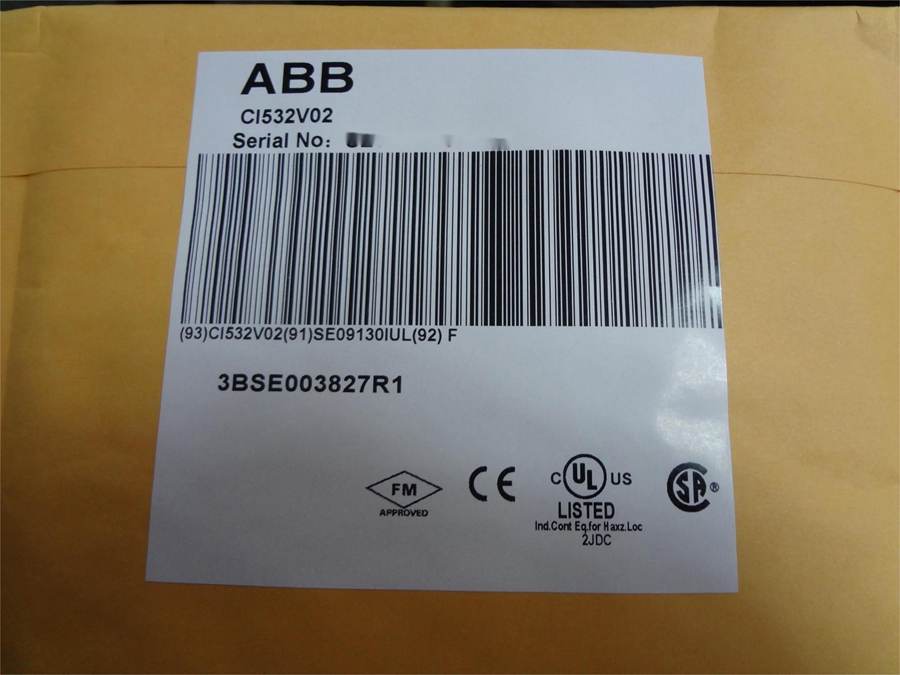 ABB
CI532V02
Serial No:
(93)CI532V02(91)SE09130IUL(92) F
3BSE003827R1
FM
APPROVED
CE
C UL US
LISTED
Ind.Cont Eq.for Haxz.Loc
2JDC
SA®